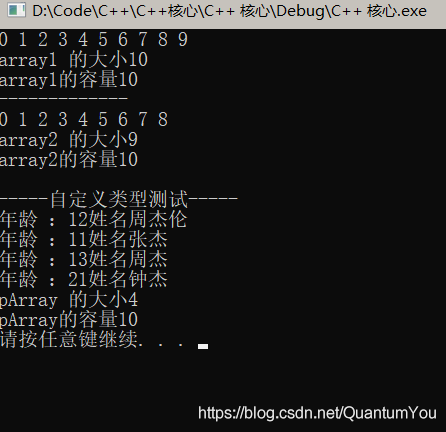 D:\Code\C++\C++核心\C++ 核心\Debug\C++ 核心.exe
0 1 2 3 4 5 6 7 8 9
array1 的大小10
array1的容量10
-------------
0 1 2 3 4 5 6 7 8
array2 的大小9
array2的容量10
-----自定义类型测试-----
年龄 : 12姓名周杰伦
年龄 : 11姓名张杰
年龄 : 13姓名周杰
年龄 : 21姓名钟杰
pArray 的大小4
pArray的容量10
请按任意键继续. . .
https://blog.csdn.net/QuantumYou